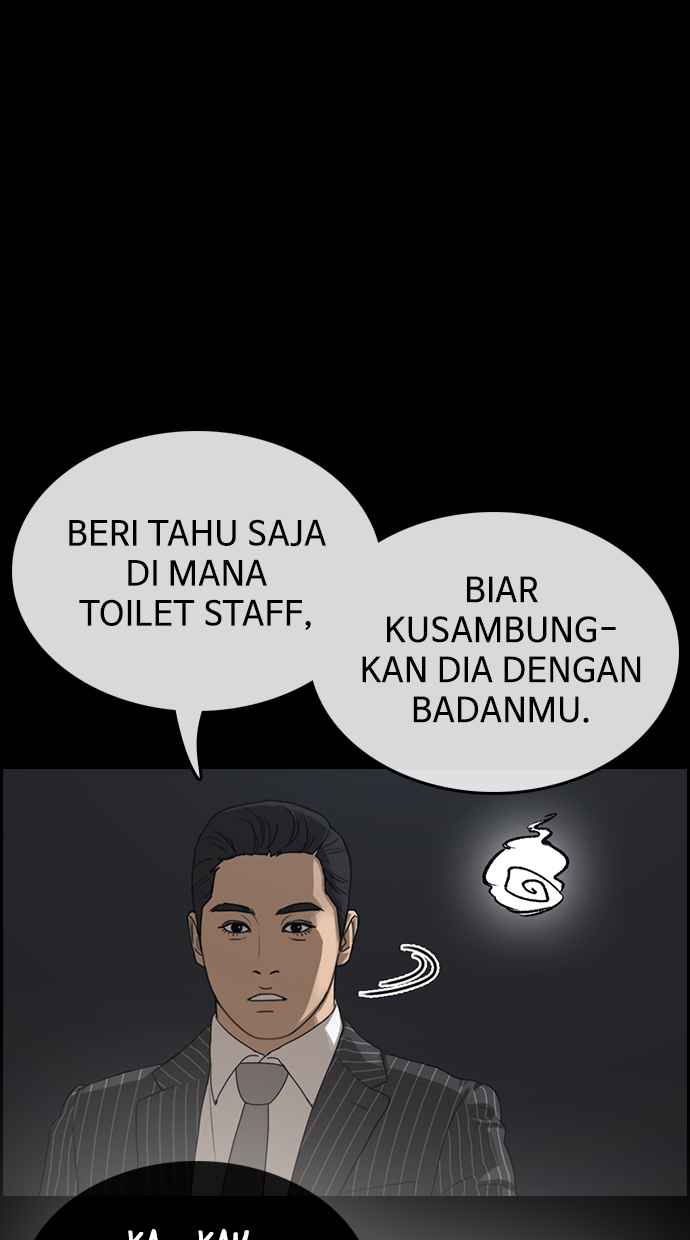 BERI TAHU SAJA
DI MANA
TOILET STAFF,
BIAR
KUSAMBUNG-
KAN DIA DENGAN
BADANMU.